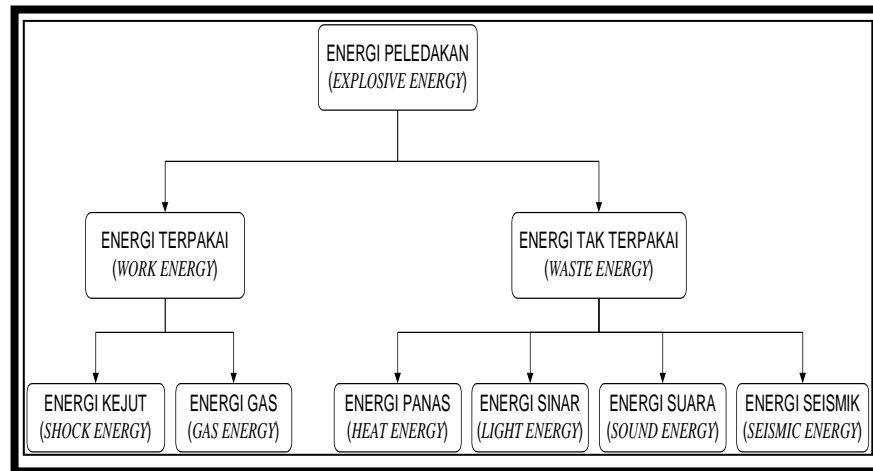 ENERGI PELEDAKAN
(EXPLOSIVE ENERGY)
ENERGI TERPAKAI
(WORK ENERGY)
ENERGI TAK TERPAKAI
(WASTE ENERGY)
ENERGI KEJUT
(SHOCK ENERGY)
ENERGI GAS
(GAS ENERGY)
ENERGI PANAS
(HEAT ENERGY)
ENERGI SINAR
(LIGHT ENERGY)
ENERGI SUARA
(SOUND ENERGY)
ENERGI SEISMIK
(SEISMIC ENERGY)